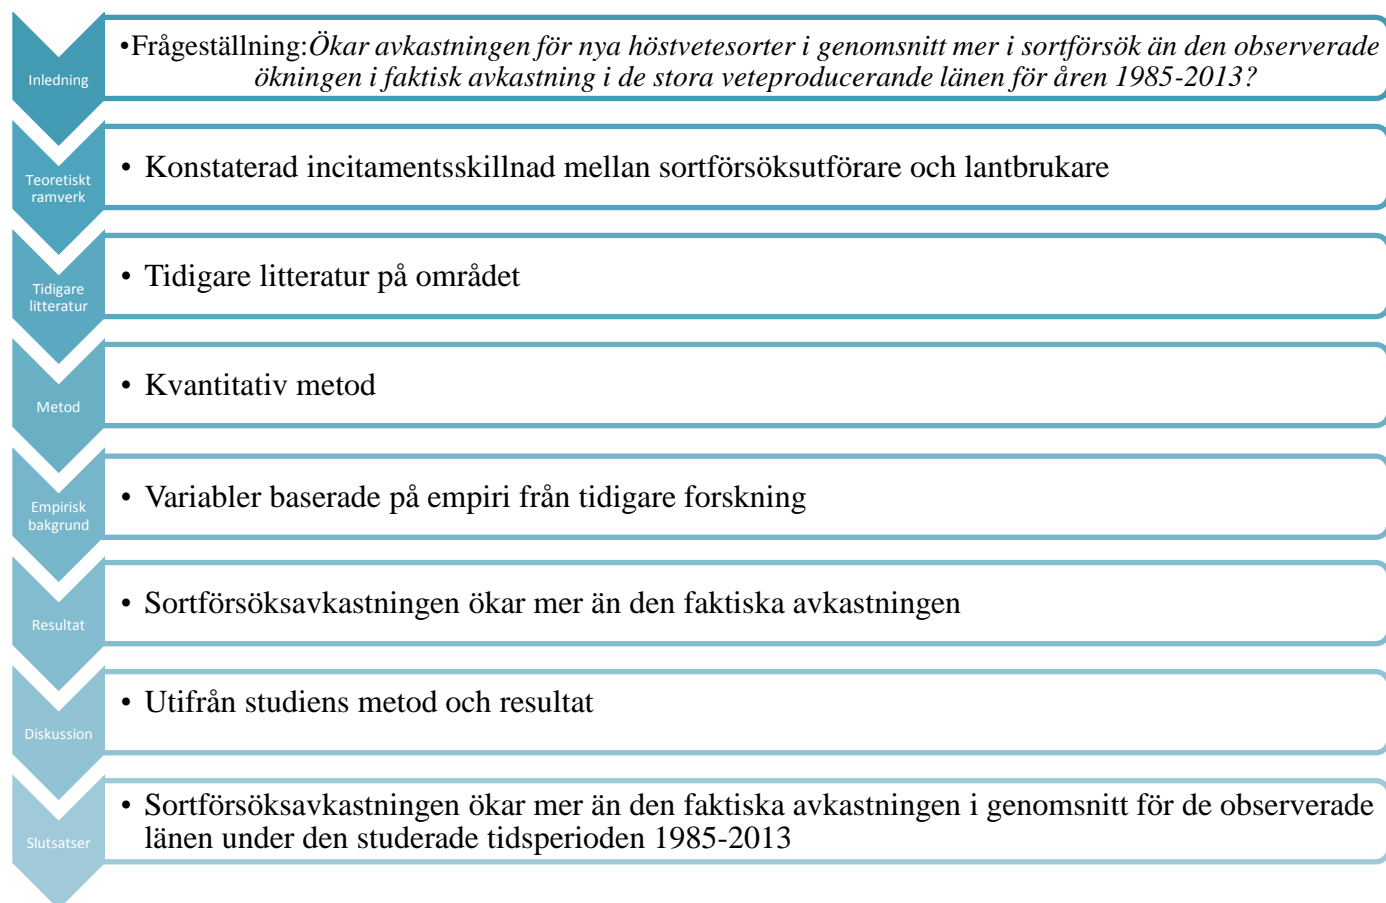 Inledning
•Frågeställning:Ökar avkastningen för nya höstvetesorter i genomsnitt mer i sortförsök än den observerade
ökningen i faktisk avkastning i de stora veteproducerande länen för åren 1985-2013?
Teoretiskt
ramverk
• Konstaterad incitamentsskillnad mellan sortförsöksutförare och lantbrukare
Tidigare
litteratur
• Tidigare litteratur på området
Metod
• Kvantitativ metod
Empirisk
bakgrund
• Variabler baserade på empiri från tidigare forskning
Resultat
• Sortförsöksavkastningen ökar mer än den faktiska avkastningen
Diskussion
• Utifrån studiens metod och resultat
Slutsatser
• Sortförsöksavkastningen ökar mer än den faktiska avkastningen i genomsnitt för de observerade
länen under den studerade tidsperioden 1985-2013